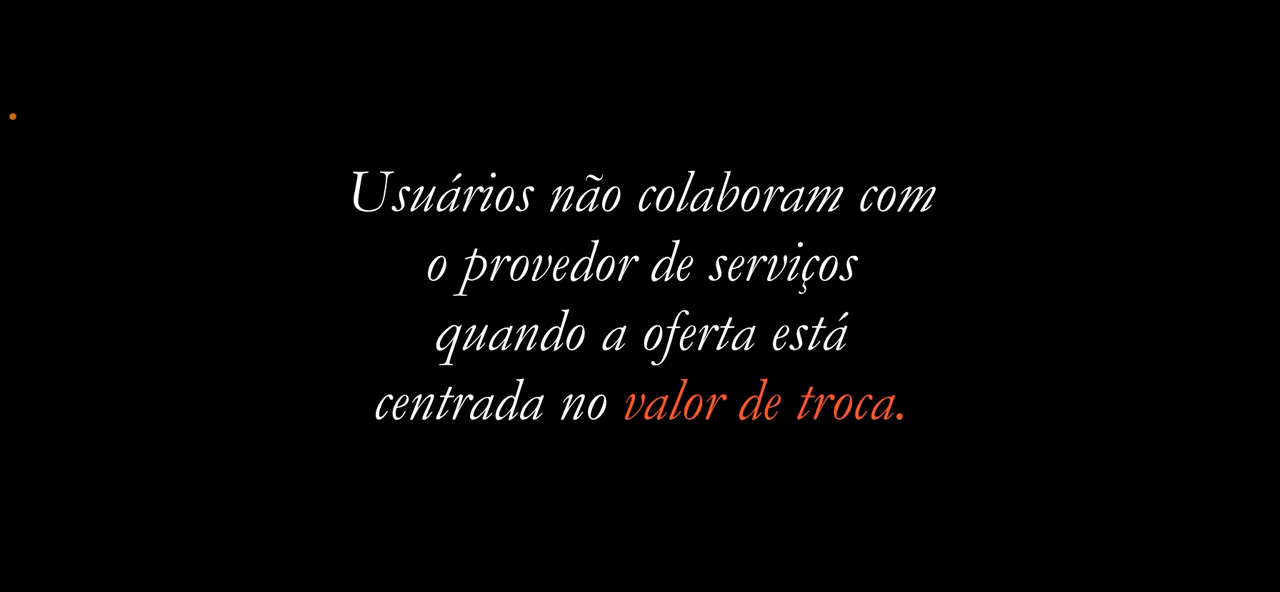 Usuários não colaboram com
o provedor de serviços
quando a oferta está
centrada no valor de troca.